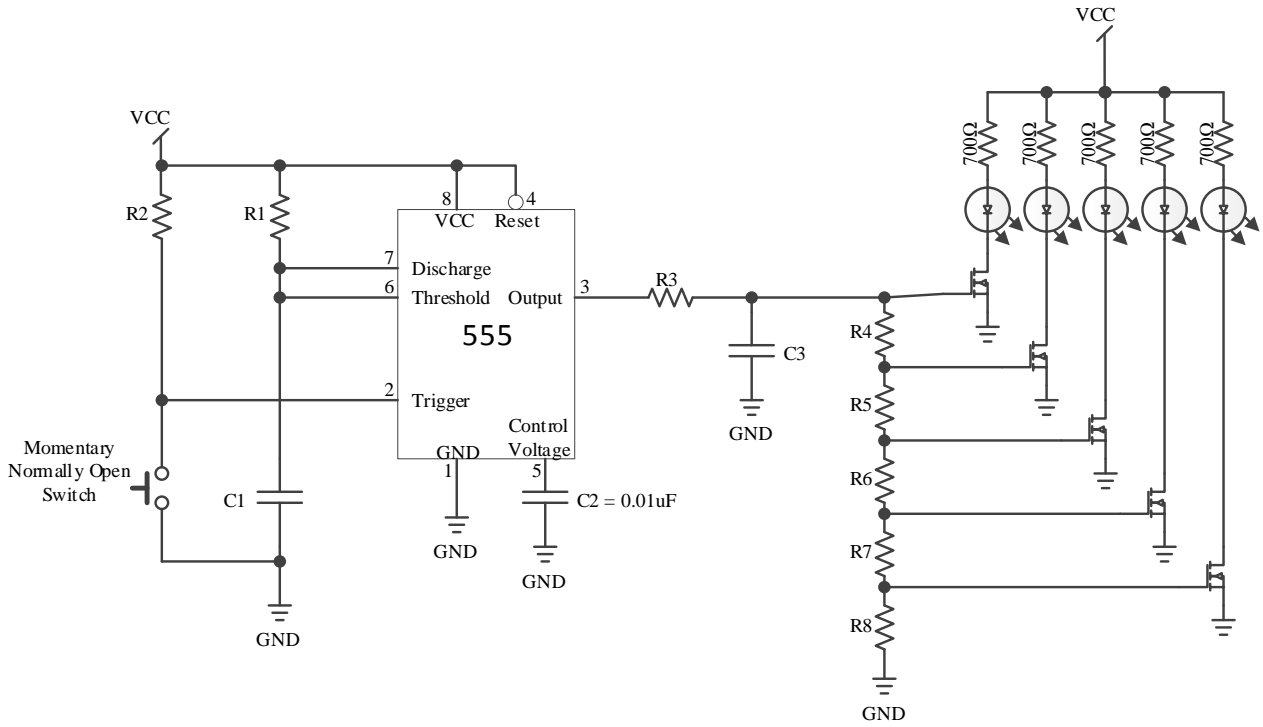 VCC
700Ω
700Ω
700Ω
700Ω
700Ω
VCC
R2
R1
8
4
VCC
Reset
7
Discharge
6
Threshold
Output
3
555
R3
C3
GND
R4
R5
R6
R7
R8
GND
2
Trigger
Control
Voltage
GND
1
5
Momentary
Normally Open
Switch
C1
C2 = 0.01uF
GND
GND
GND